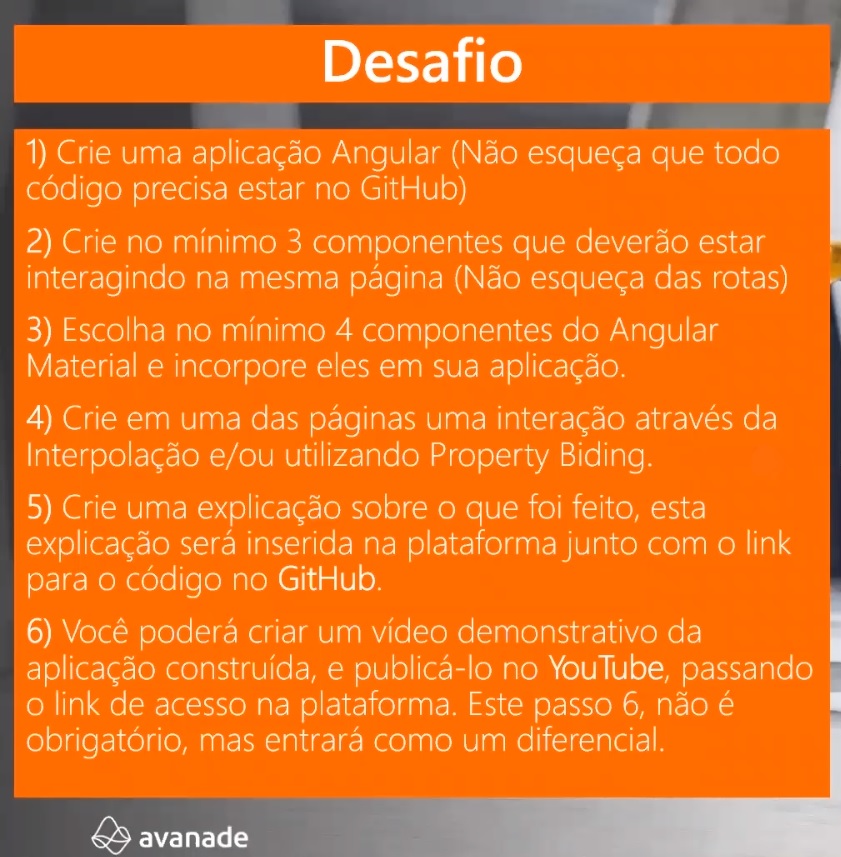 Desafio
1) Crie uma aplicação Angular (Não esqueça que todo
código precisa estar no GitHub)
2) Crie no mínimo 3 componentes que deverão estar
interagindo na mesma página (Não esqueça das rotas)
3) Escolha no mínimo 4 componentes do Angular
Material e incorpore eles em sua aplicação.
4) Crie em uma das páginas uma interação através da
Interpolação e/ou utilizando Property Biding.
5) Crie uma explicação sobre o que foi feito, esta
explicação será inserida na plataforma junto com o link
para o código no GitHub.
6) Você poderá criar um vídeo demonstrativo da
aplicação construída, e publicá-lo no YouTube, passando
o link de acesso na plataforma. Este passo 6, não é
obrigatório, mas entrará como um diferencial.
avanade